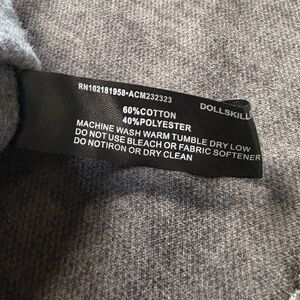 RN102181958•ACM232323
DOLLSKILL
60%COTTON
40%POLYESTER
MACHINE WASH WARM TUMBLE DRY LOW
DO NOT USE BLEACH OR FABRIC SOFTENER
DO NOTIRON OR DRY CLEAN